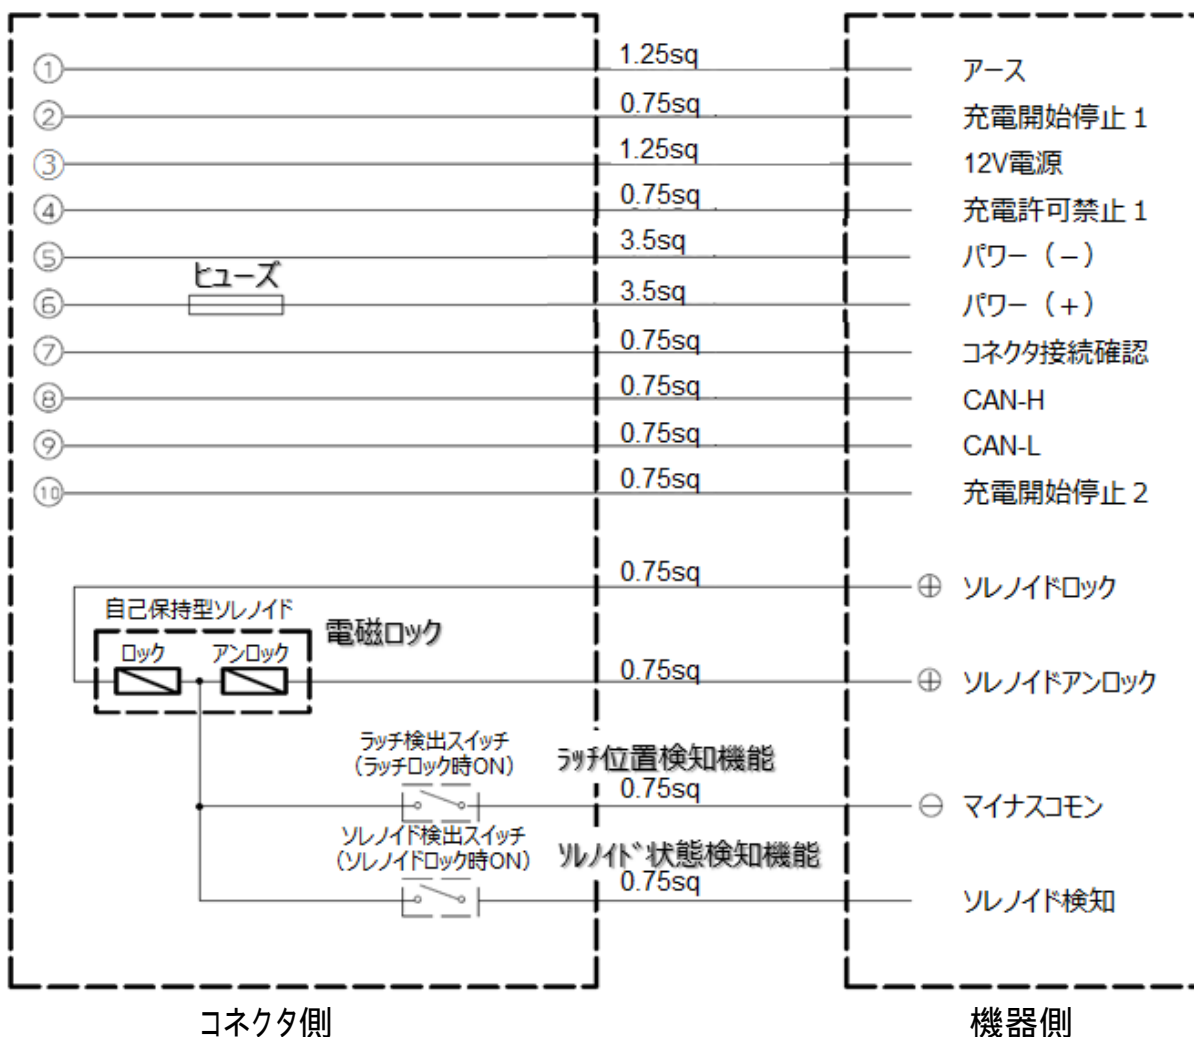 ① 1.25sq アース
② 0.75sq 充電開始停止1
③ 1.25sq 12V電源
④ 0.75sq 充電許可禁止1
⑤ 3.5sq パワー（－）
ヒューズ
⑥ 3.5sq パワー（＋）
⑦ 0.75sq コネクタ接続確認
⑧ 0.75sq CAN-H
⑨ 0.75sq CAN-L
⑩ 0.75sq 充電開始停止2
0.75sq ⊕ ソレノイドロック
自己保持型ソレノイド
電磁ロック
ロック アンロック
0.75sq ⊕ ソレノイドアンロック
ラッチ検出スイッチ
（ラッチロック時ON）
ラッチ位置検知機能
0.75sq ⊖ マイナスコモン
ソレノイド検出スイッチ
（ソレノイドロック時ON）
ソレノイド状態検知機能
0.75sq ソレノイド検知
コネクタ側 機器側